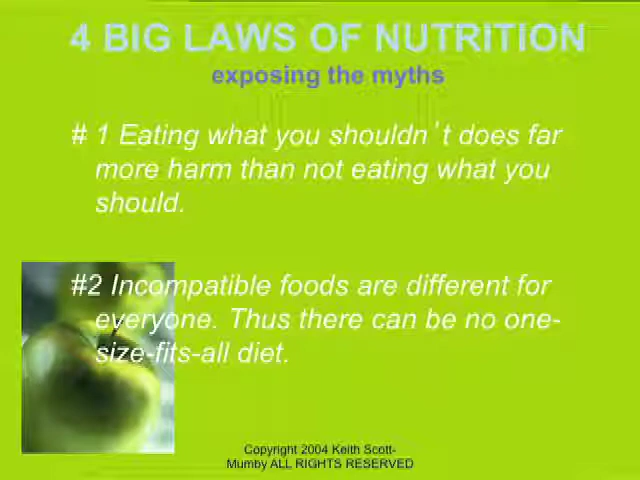 4 BIG LAWS OF NUTRITION
exposing the myths
# 1 Eating what you shouldn't does far
more harm than not eating what you
should.
#2 Incompatible foods are different for
everyone. Thus there can be no one-
size-fits-all diet.
Copyright 2004 Keith Scott-
Mumby ALL RIGHTS RESERVED